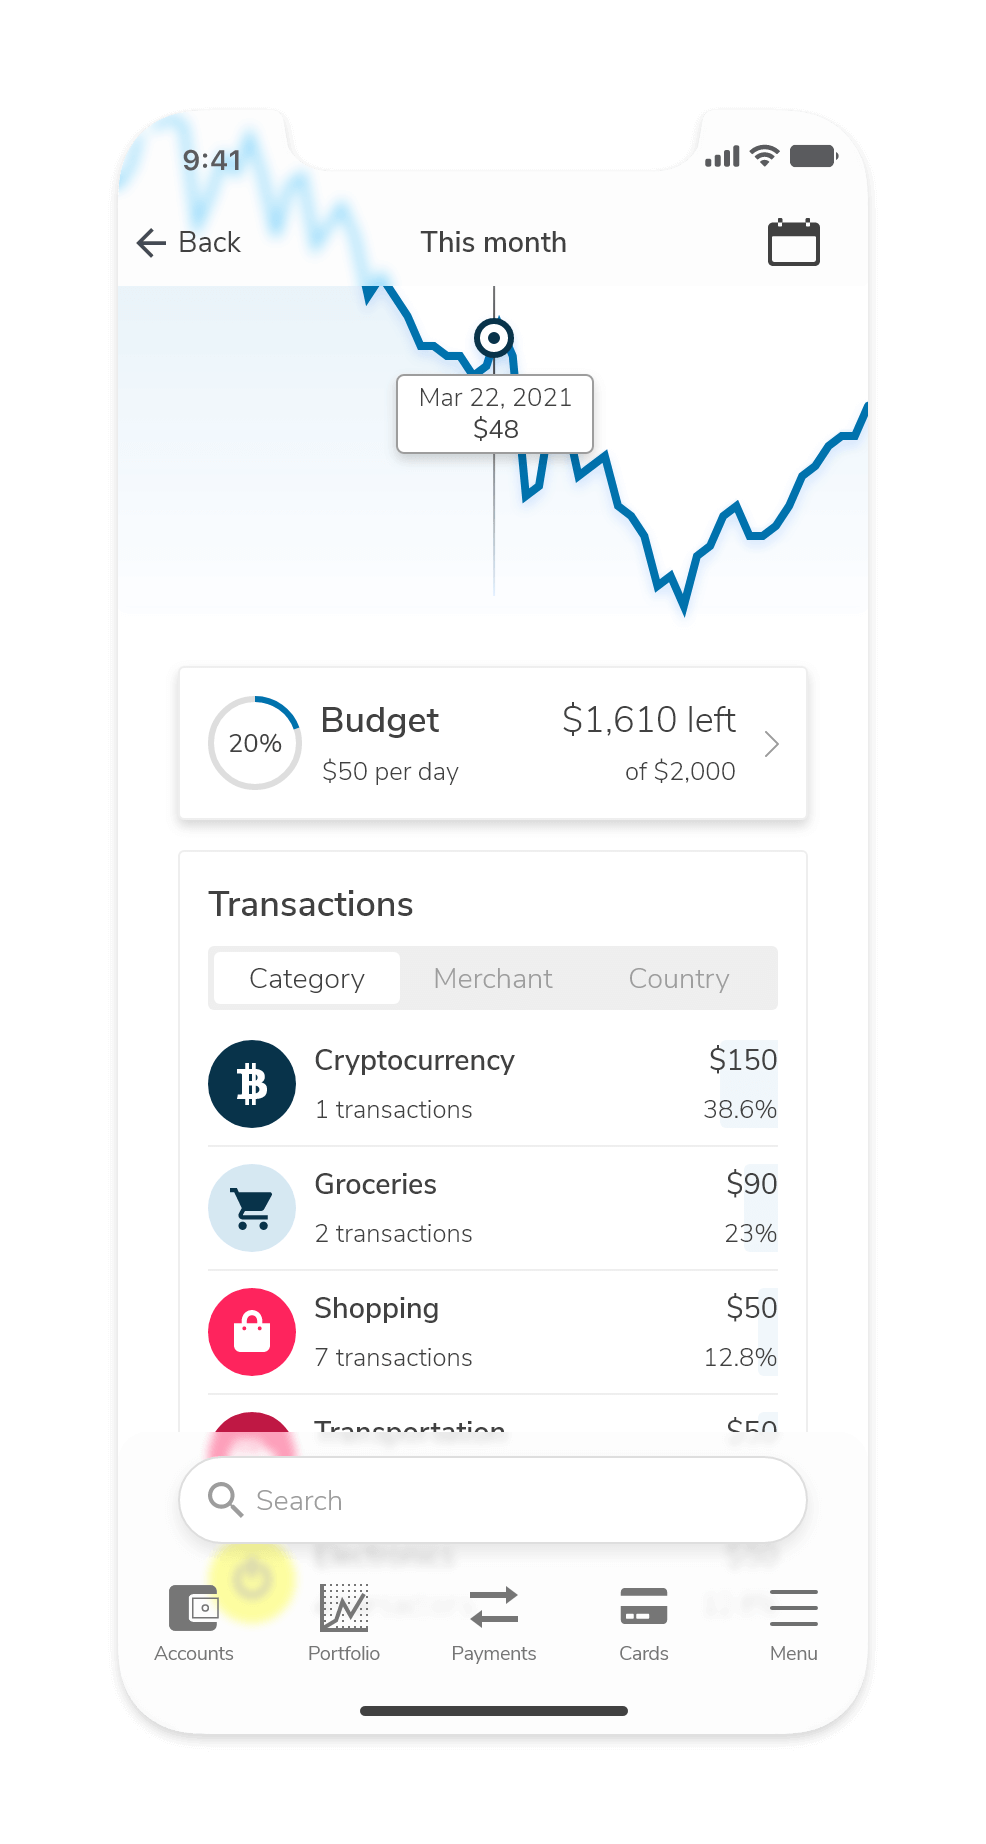 9:41
Back
This month
Mar 22, 2021
$48
20%
Budget
$50 per day
$1,610 left
of $2,000
Transactions
Category Merchant Country
Cryptocurrency $150
1 transactions 38.6%
Groceries $90
2 transactions 23%
Shopping $50
7 transactions 12.8%
Transportation $50
Search
Electronics $50
Accounts Portfolio Payments Cards Menu